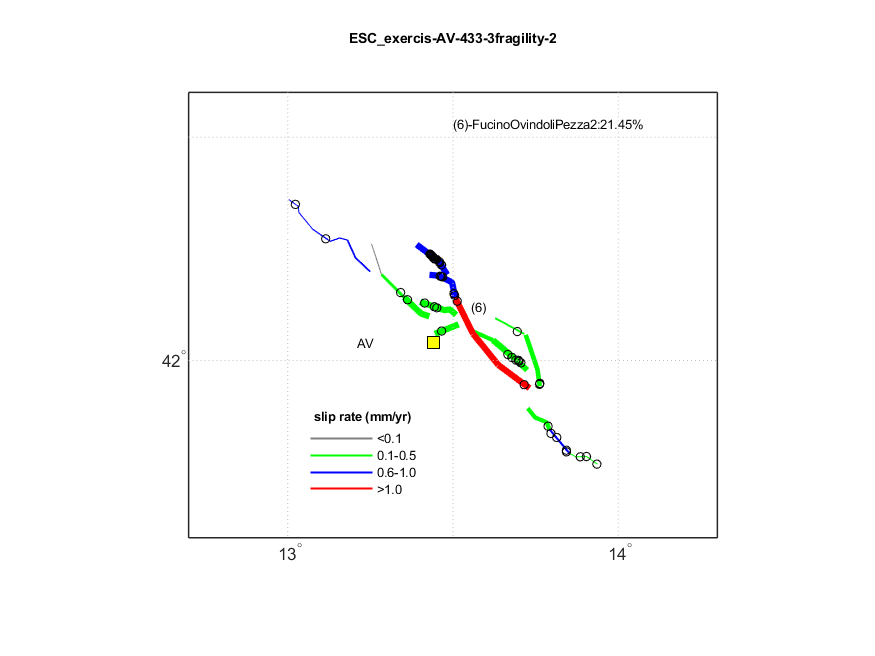 ESC_exercis-AV-433-3fragility-2
(6)-FucinoOvindoliPezza2:21.45%
(6)
AV
42°
slip rate (mm/yr)
<0.1
0.1-0.5
0.6-1.0
>1.0
13°
14°